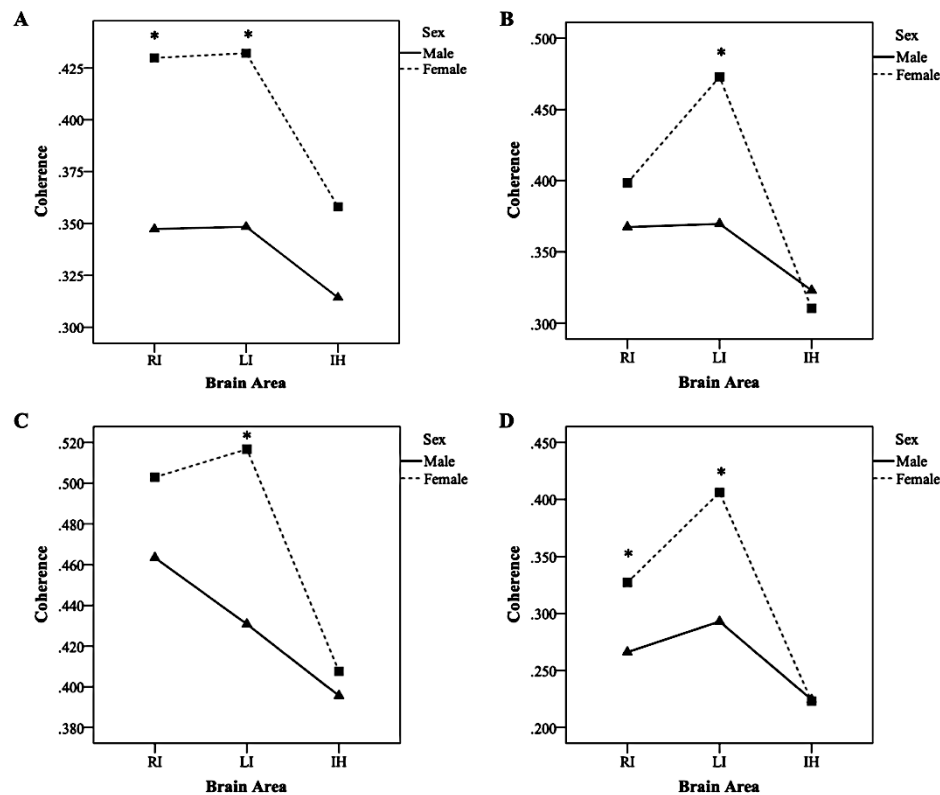 A
Sex
Male
Female
* *
.425
.400
.375
.350
.325
.300
Coherence
RI LI IH
Brain Area
B
Sex
Male
Female
*
.500
.450
.400
.350
.300
Coherence
RI LI IH
Brain Area
C
Sex
Male
Female
*
.520
.500
.480
.460
.440
.420
.400
.380
Coherence
RI LI IH
Brain Area
D
Sex
Male
Female
* *
.450
.400
.350
.300
.250
.200
Coherence
RI LI IH
Brain Area